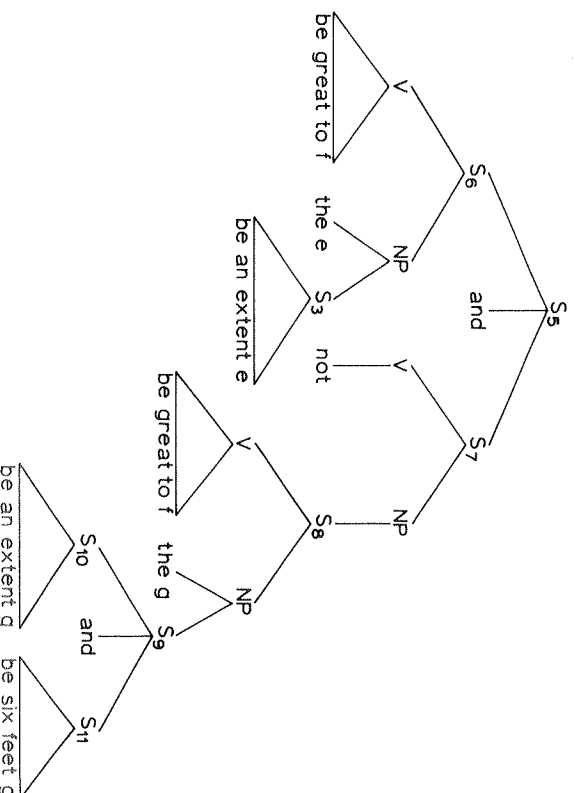 S5
S6 and S7
V NP V NP
be great to f the e S3 not S8
be an extent e V NP
be great to f the g S9
S10 and S11
be an extent g be six feet g